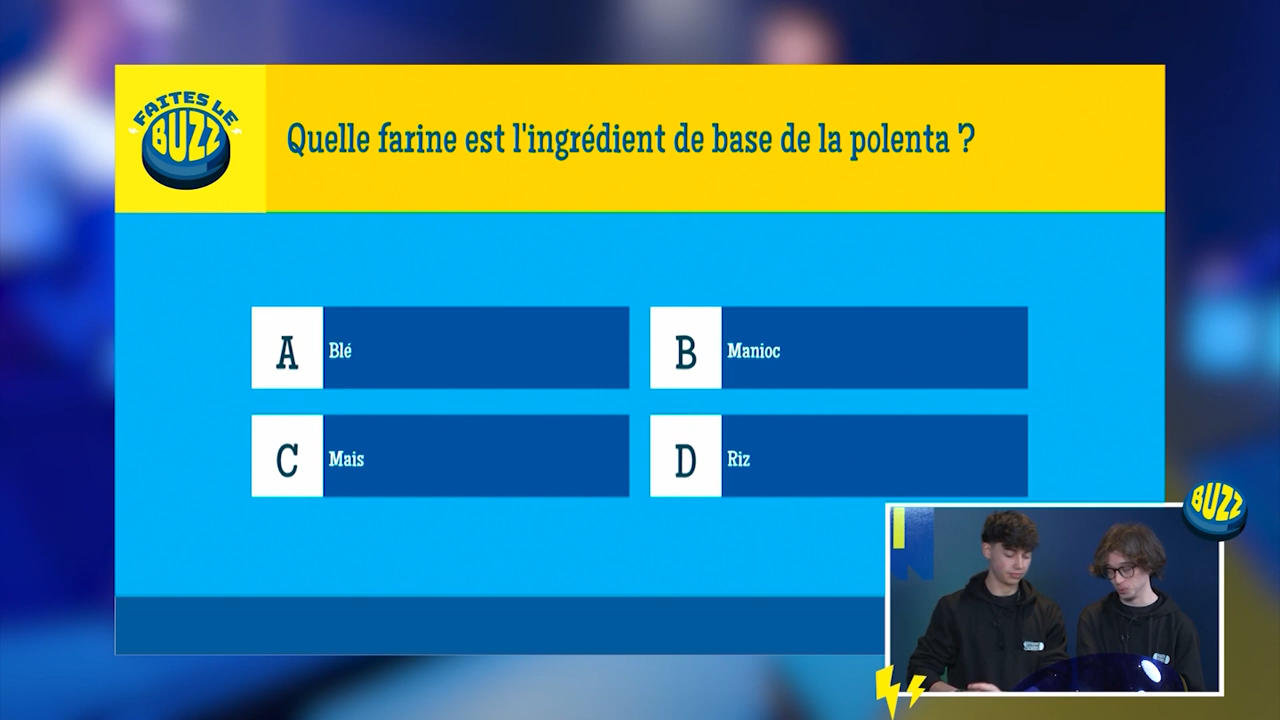 FAITES LE
BUZZ
Quelle farine est l'ingrédient de base de la polenta ?
A Blé
B Manioc
C Mais
D Riz
BUZZ